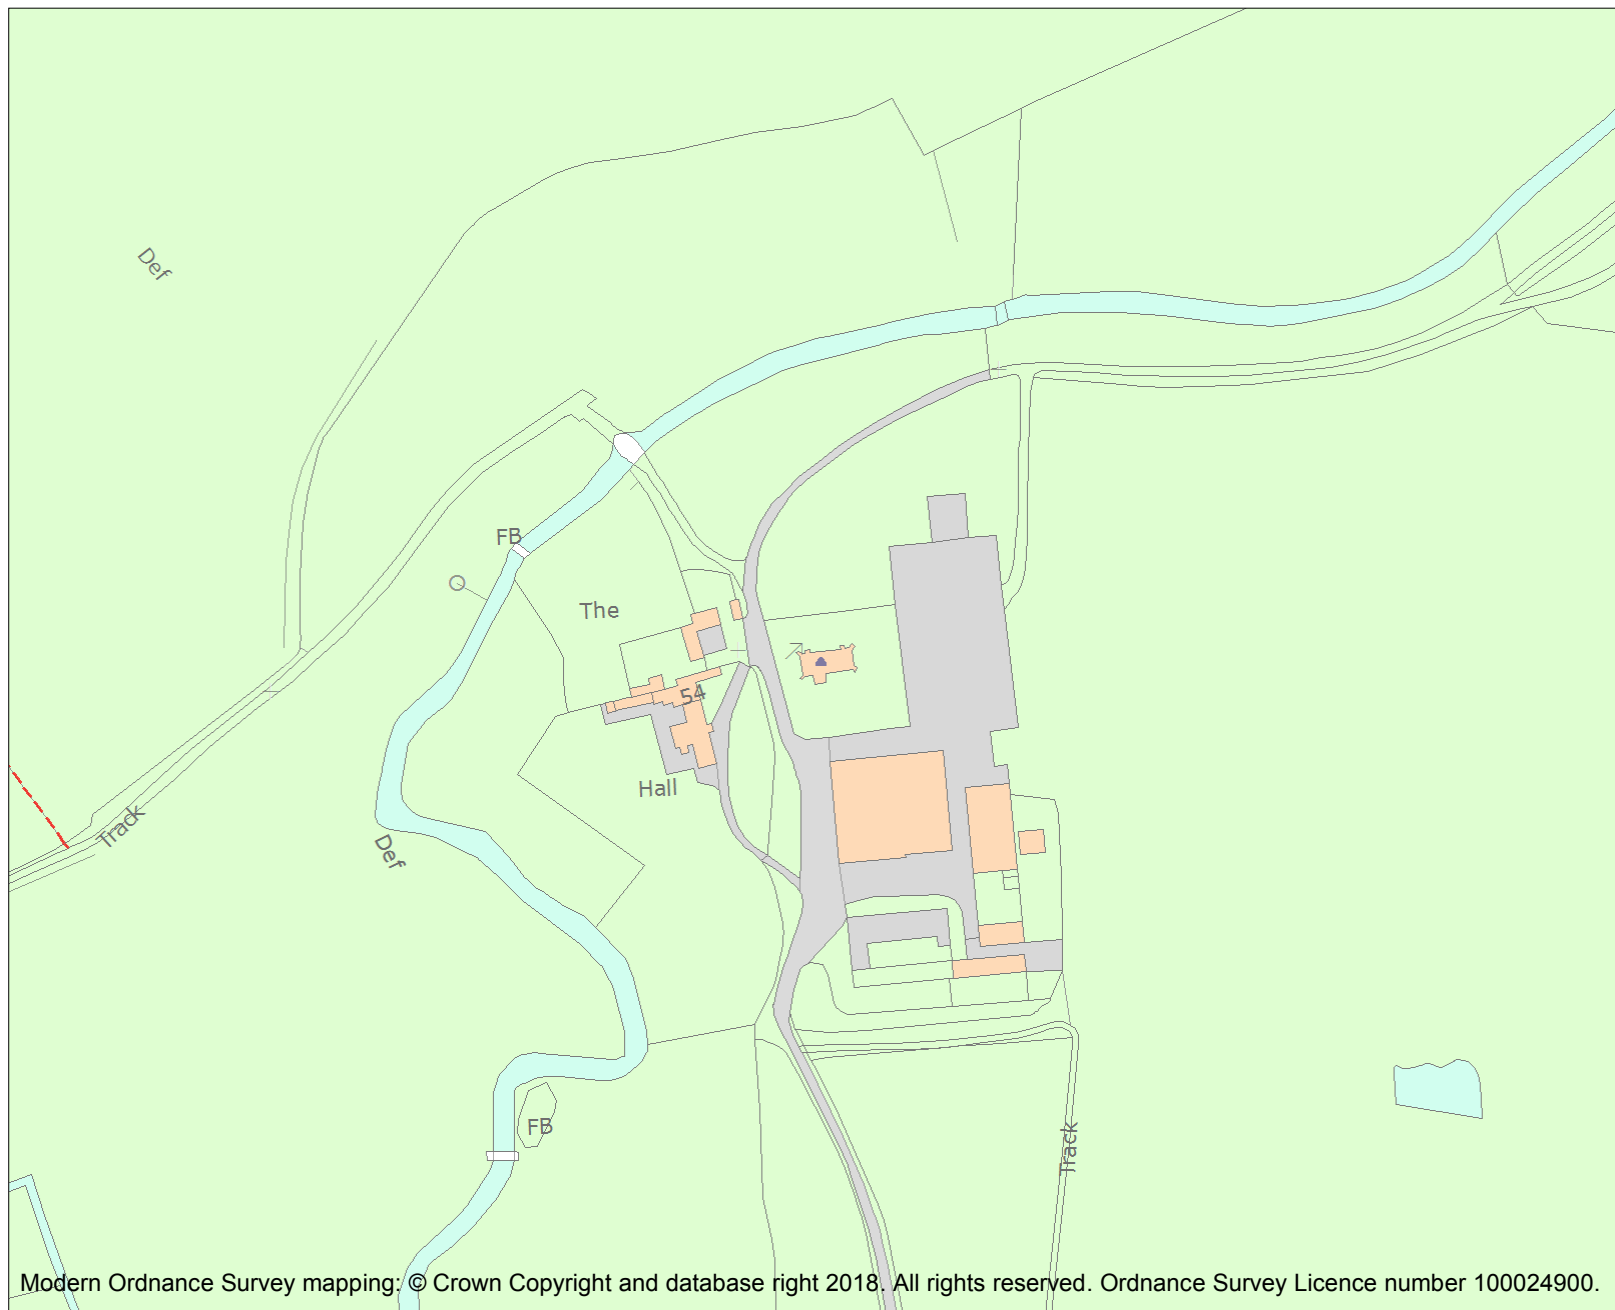 Def
FB
The
54
Hall
Track
Def
FB
Track
Modern Ordnance Survey mapping: © Crown Copyright and database right 2018. All rights reserved. Ordnance Survey Licence number 100024900.